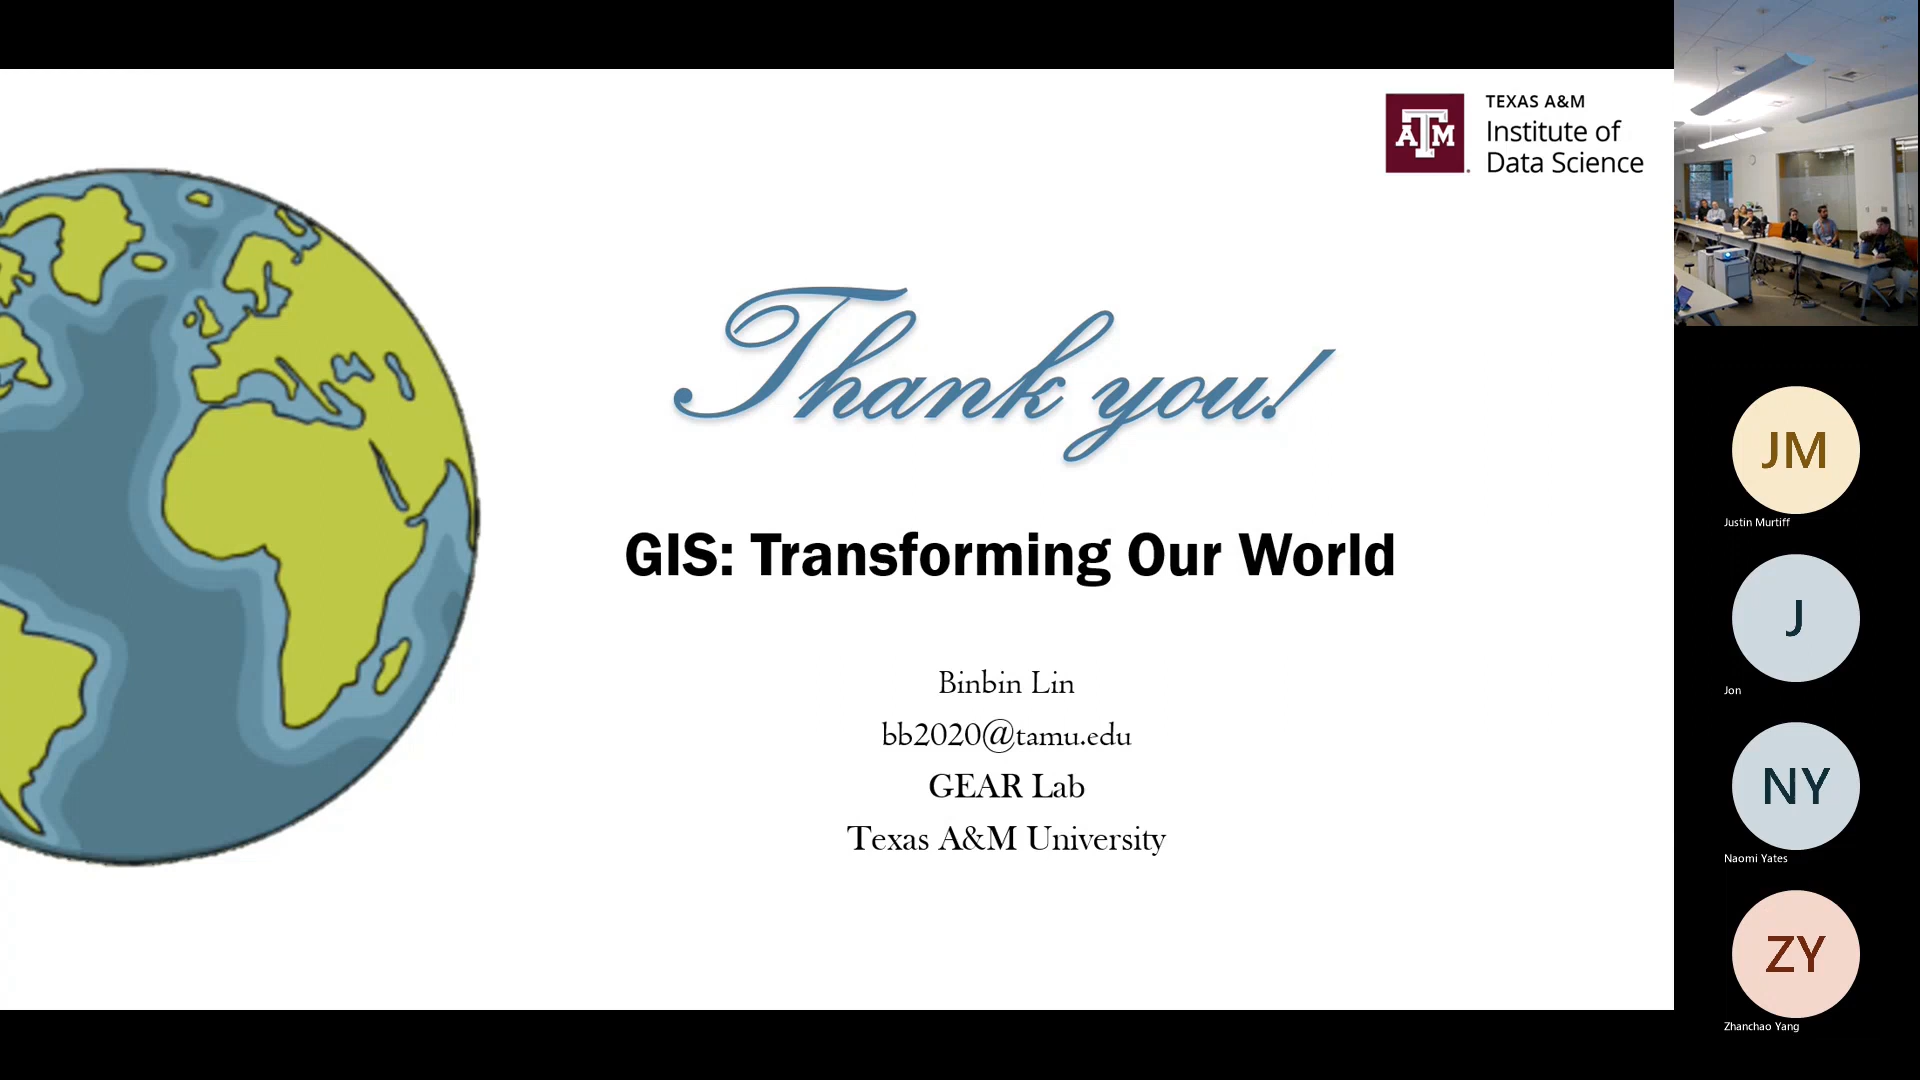 TEXAS A&M
Institute of
Data Science
ATM
Thank you!
GIS: Transforming Our World
Binbin Lin
bb2020@tamu.edu
GEAR Lab
Texas A&M University
JM
Justin Murtiff
J
Jon
NY
Naomi Yates
ZY
Zhanchao Yang